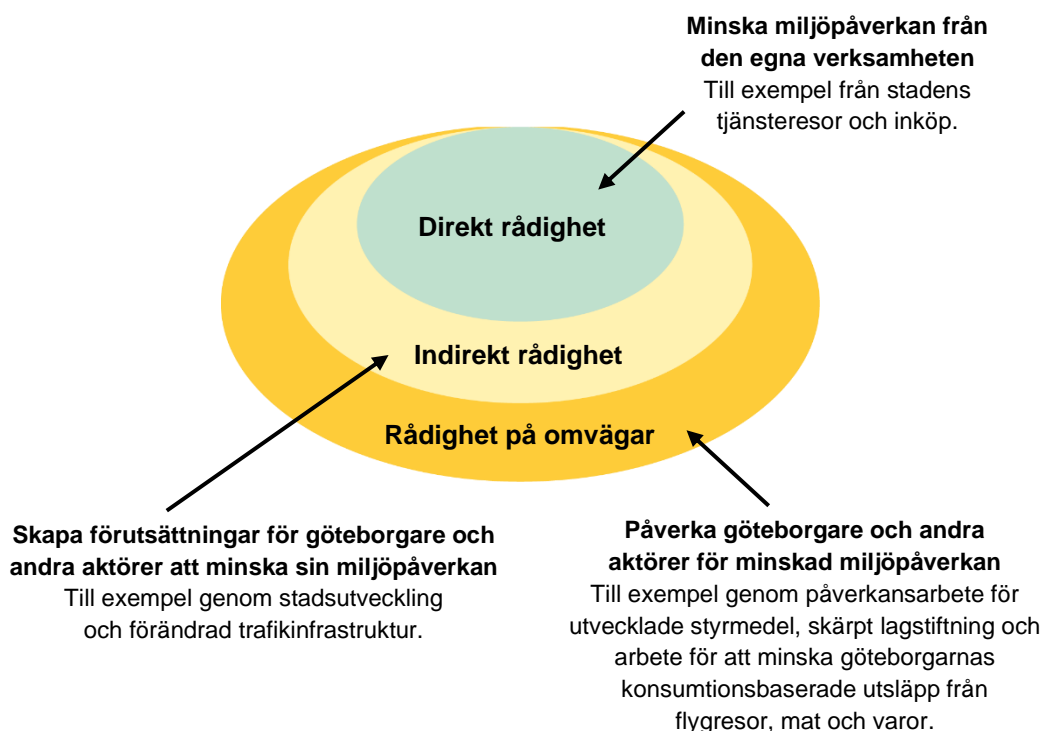 Minska miljöpåverkan från
den egna verksamheten
Till exempel från stadens
tjänsteresor och inköp.
Direkt rådighet
Indirekt rådighet
Rådighet på omvägar
Skapa förutsättningar för göteborgare och
andra aktörer att minska sin miljöpåverkan
Till exempel genom stadsutveckling
och förändrad trafikinfrastruktur.
Påverka göteborgare och andra
aktörer för minskad miljöpåverkan
Till exempel genom påverkansarbete för
utvecklade styrmedel, skärpt lagstiftning och
arbete för att minska göteborgarnas
konsumtionsbaserade utsläpp från
flygresor, mat och varor.